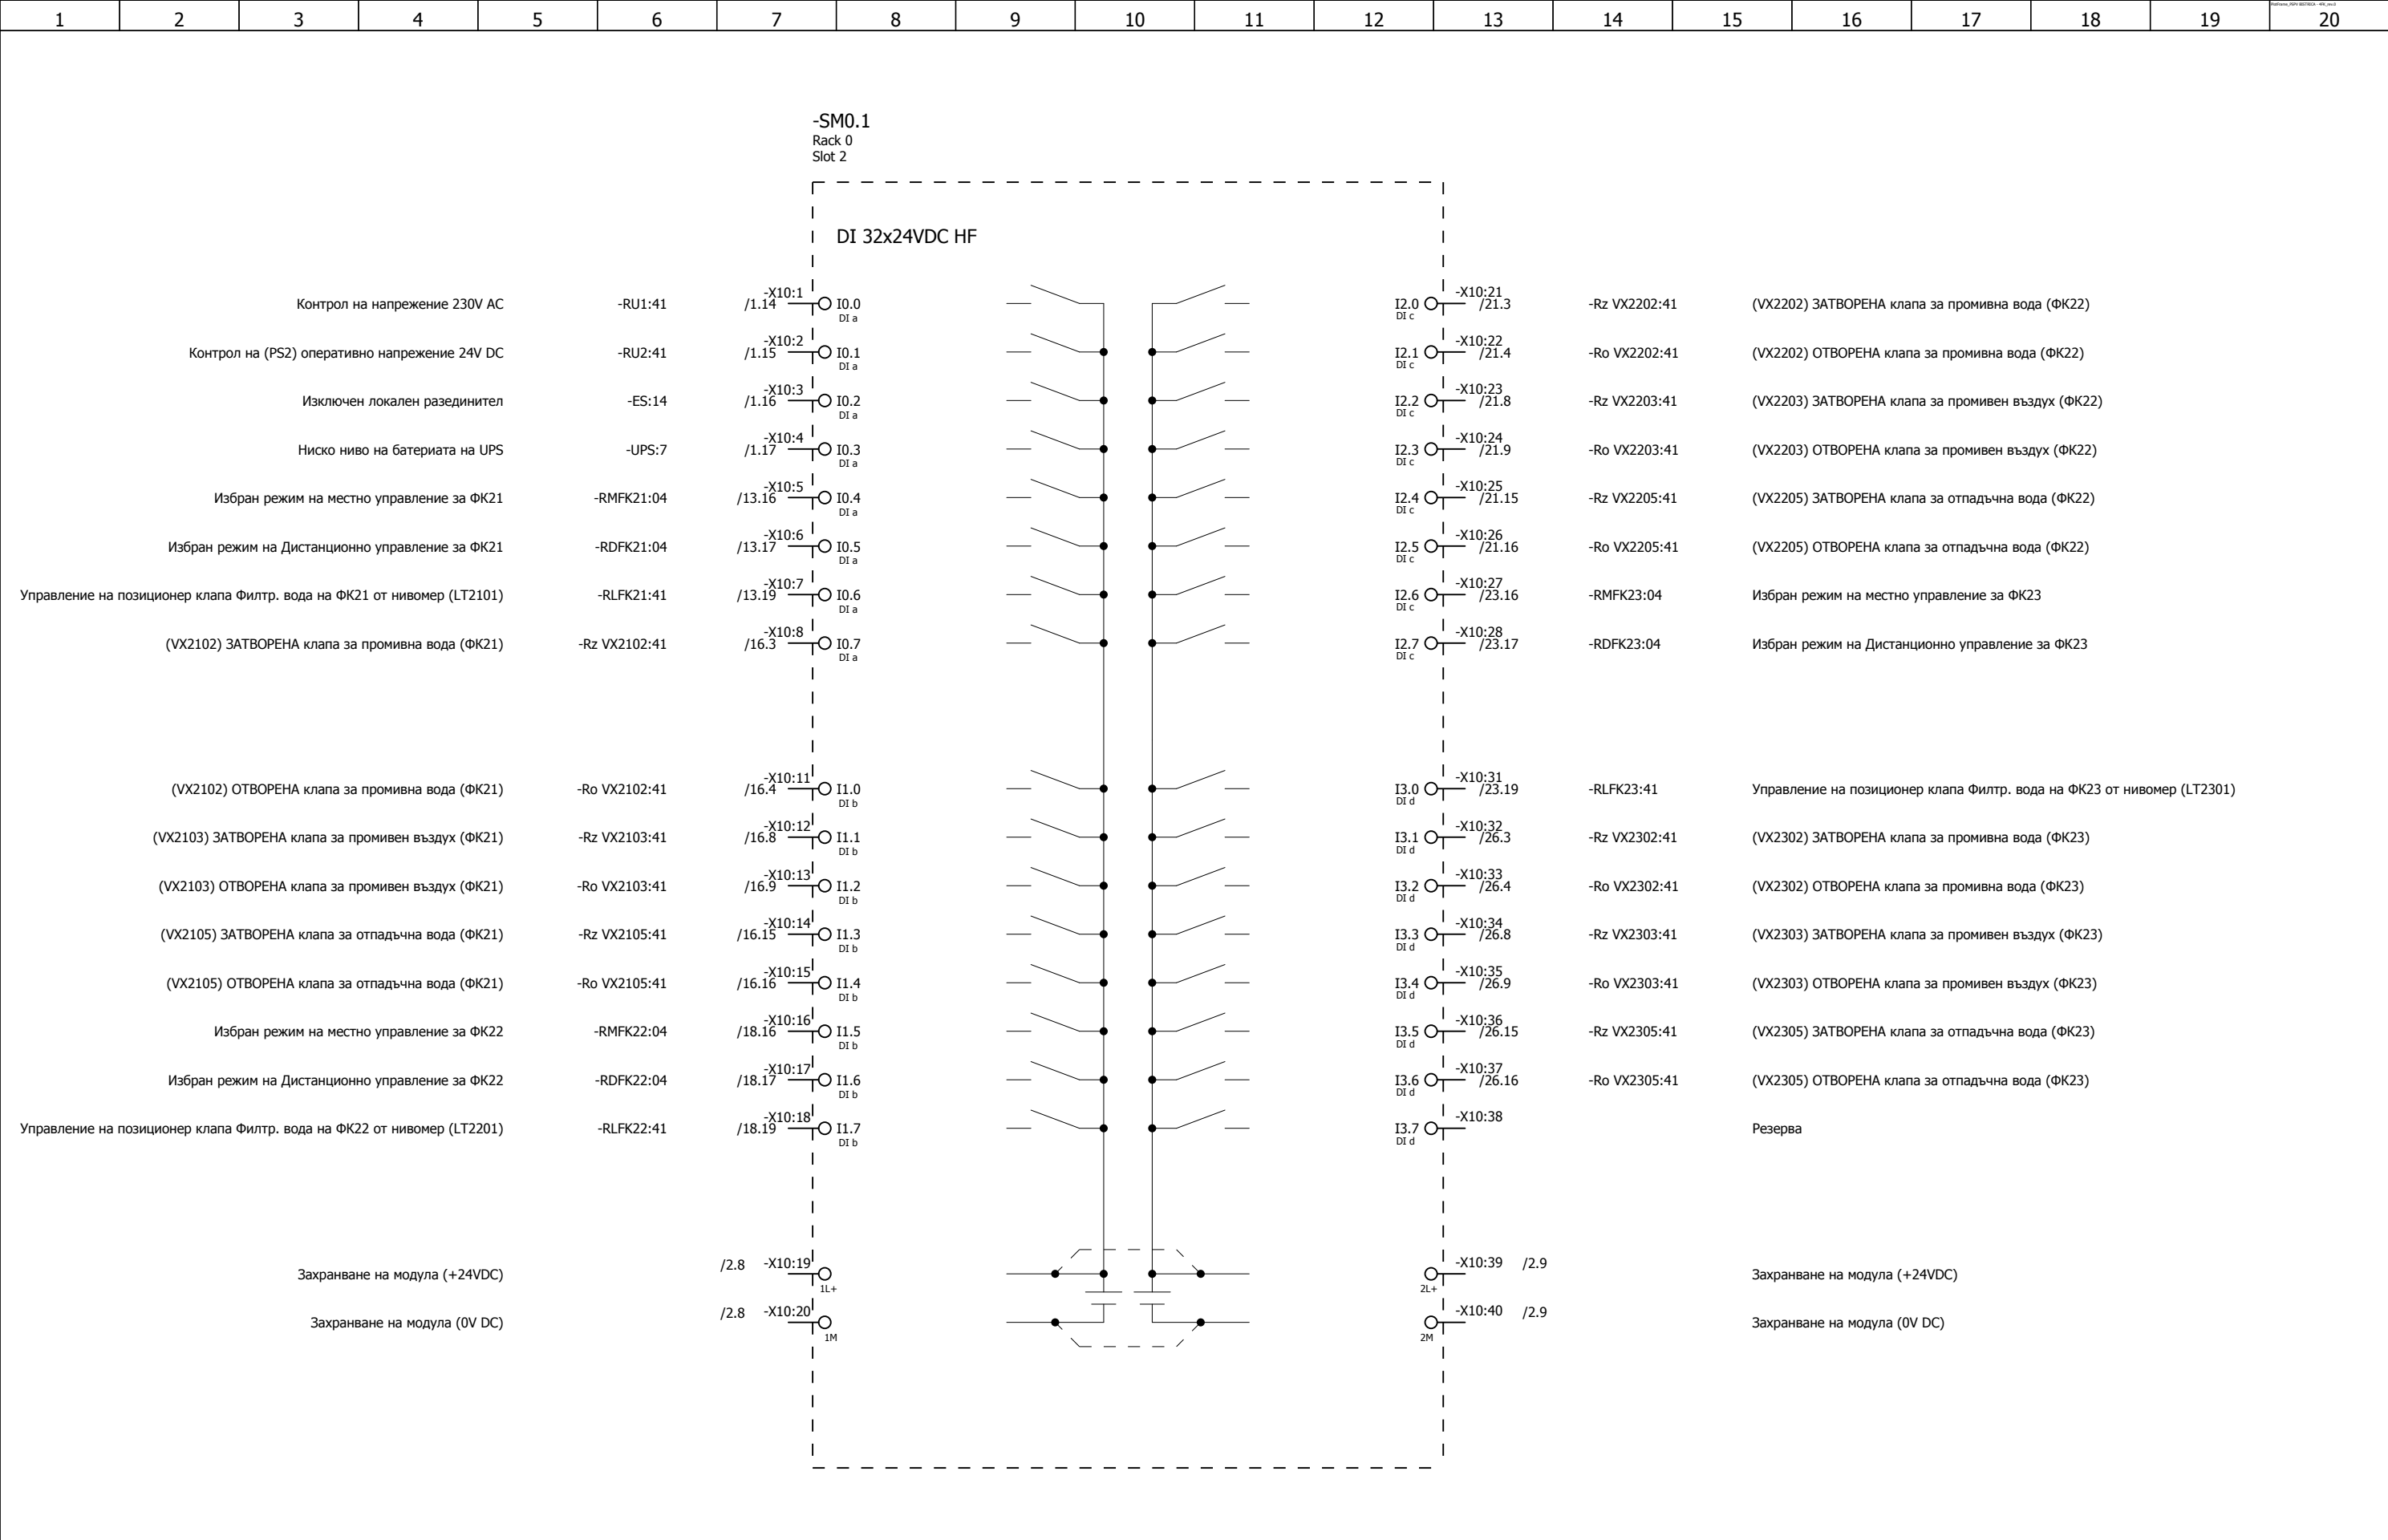 1 2 3 4 5 6 7 8 9 10 11 12 13 14 15 16 17 18 19 20
-SM0.1
Rack 0
Slot 2
DI 32x24VDC HF
Контрол на напрежение 230V AC -RU1:41 /1.14 -X10:1 I0.0 DI a
Контрол на (PS2) оперативно напрежение 24V DC -RU2:41 /1.15 -X10:2 I0.1 DI a
Изключен локален разединител -ES:14 /1.16 -X10:3 I0.2 DI a
Ниско ниво на батериата на UPS -UPS:7 /1.17 -X10:4 I0.3 DI a
Избран режим на местно управление за ФК21 -RMFK21:04 /13.16 -X10:5 I0.4 DI a
Избран режим на Дистанционно управление за ФК21 -RDFK21:04 /13.17 -X10:6 I0.5 DI a
Управление на позиционер клапа Филтр. вода на ФК21 от нивомер (LT2101) -RLFK21:41 /13.19 -X10:7 I0.6 DI a
(VX2102) ЗАТВОРЕНА клапа за промивна вода (ФК21) -Rz VX2102:41 /16.3 -X10:8 I0.7 DI a
(VX2102) ОТВОРЕНА клапа за промивна вода (ФК21) -Ro VX2102:41 /16.4 -X10:11 I1.0 DI b
(VX2103) ЗАТВОРЕНА клапа за промивен въздух (ФК21) -Rz VX2103:41 /16.8 -X10:12 I1.1 DI b
(VX2103) ОТВОРЕНА клапа за промивен въздух (ФК21) -Ro VX2103:41 /16.9 -X10:13 I1.2 DI b
(VX2105) ЗАТВОРЕНА клапа за отпадъчна вода (ФК21) -Rz VX2105:41 /16.15 -X10:14 I1.3 DI b
(VX2105) ОТВОРЕНА клапа за отпадъчна вода (ФК21) -Ro VX2105:41 /16.16 -X10:15 I1.4 DI b
Избран режим на местно управление за ФК22 -RMFK22:04 /18.16 -X10:16 I1.5 DI b
Избран режим на Дистанционно управление за ФК22 -RDFK22:04 /18.17 -X10:17 I1.6 DI b
Управление на позиционер клапа Филтр. вода на ФК22 от нивомер (LT2201) -RLFK22:41 /18.19 -X10:18 I1.7 DI b
Захранване на модула (+24VDC) /2.8 -X10:19 1L+
Захранване на модула (0V DC) /2.8 -X10:20 1M
I2.0 DI c -X10:21 /21.3 -Rz VX2202:41 (VX2202) ЗАТВОРЕНА клапа за промивна вода (ФК22)
I2.1 DI c -X10:22 /21.4 -Ro VX2202:41 (VX2202) ОТВОРЕНА клапа за промивна вода (ФК22)
I2.2 DI c -X10:23 /21.8 -Rz VX2203:41 (VX2203) ЗАТВОРЕНА клапа за промивен въздух (ФК22)
I2.3 DI c -X10:24 /21.9 -Ro VX2203:41 (VX2203) ОТВОРЕНА клапа за промивен въздух (ФК22)
I2.4 DI c -X10:25 /21.15 -Rz VX2205:41 (VX2205) ЗАТВОРЕНА клапа за отпадъчна вода (ФК22)
I2.5 DI c -X10:26 /21.16 -Ro VX2205:41 (VX2205) ОТВОРЕНА клапа за отпадъчна вода (ФК22)
I2.6 DI c -X10:27 /23.16 -RMFK23:04 Избран режим на местно управление за ФК23
I2.7 DI c -X10:28 /23.17 -RDFK23:04 Избран режим на Дистанционно управление за ФК23
I3.0 DI d -X10:31 /23.19 -RLFK23:41 Управление на позиционер клапа Филтр. вода на ФК23 от нивомер (LT2301)
I3.1 DI d -X10:32 /26.3 -Rz VX2302:41 (VX2302) ЗАТВОРЕНА клапа за промивна вода (ФК23)
I3.2 DI d -X10:33 /26.4 -Ro VX2302:41 (VX2302) ОТВОРЕНА клапа за промивна вода (ФК23)
I3.3 DI d -X10:34 /26.8 -Rz VX2303:41 (VX2303) ЗАТВОРЕНА клапа за промивен въздух (ФК23)
I3.4 DI d -X10:35 /26.9 -Ro VX2303:41 (VX2303) ОТВОРЕНА клапа за промивен въздух (ФК23)
I3.5 DI d -X10:36 /26.15 -Rz VX2305:41 (VX2305) ЗАТВОРЕНА клапа за отпадъчна вода (ФК23)
I3.6 DI d -X10:37 /26.16 -Ro VX2305:41 (VX2305) ОТВОРЕНА клапа за отпадъчна вода (ФК23)
I3.7 DI d -X10:38 Резерва
2L+ -X10:39 /2.9 Захранване на модула (+24VDC)
2M -X10:40 /2.9 Захранване на модула (0V DC)